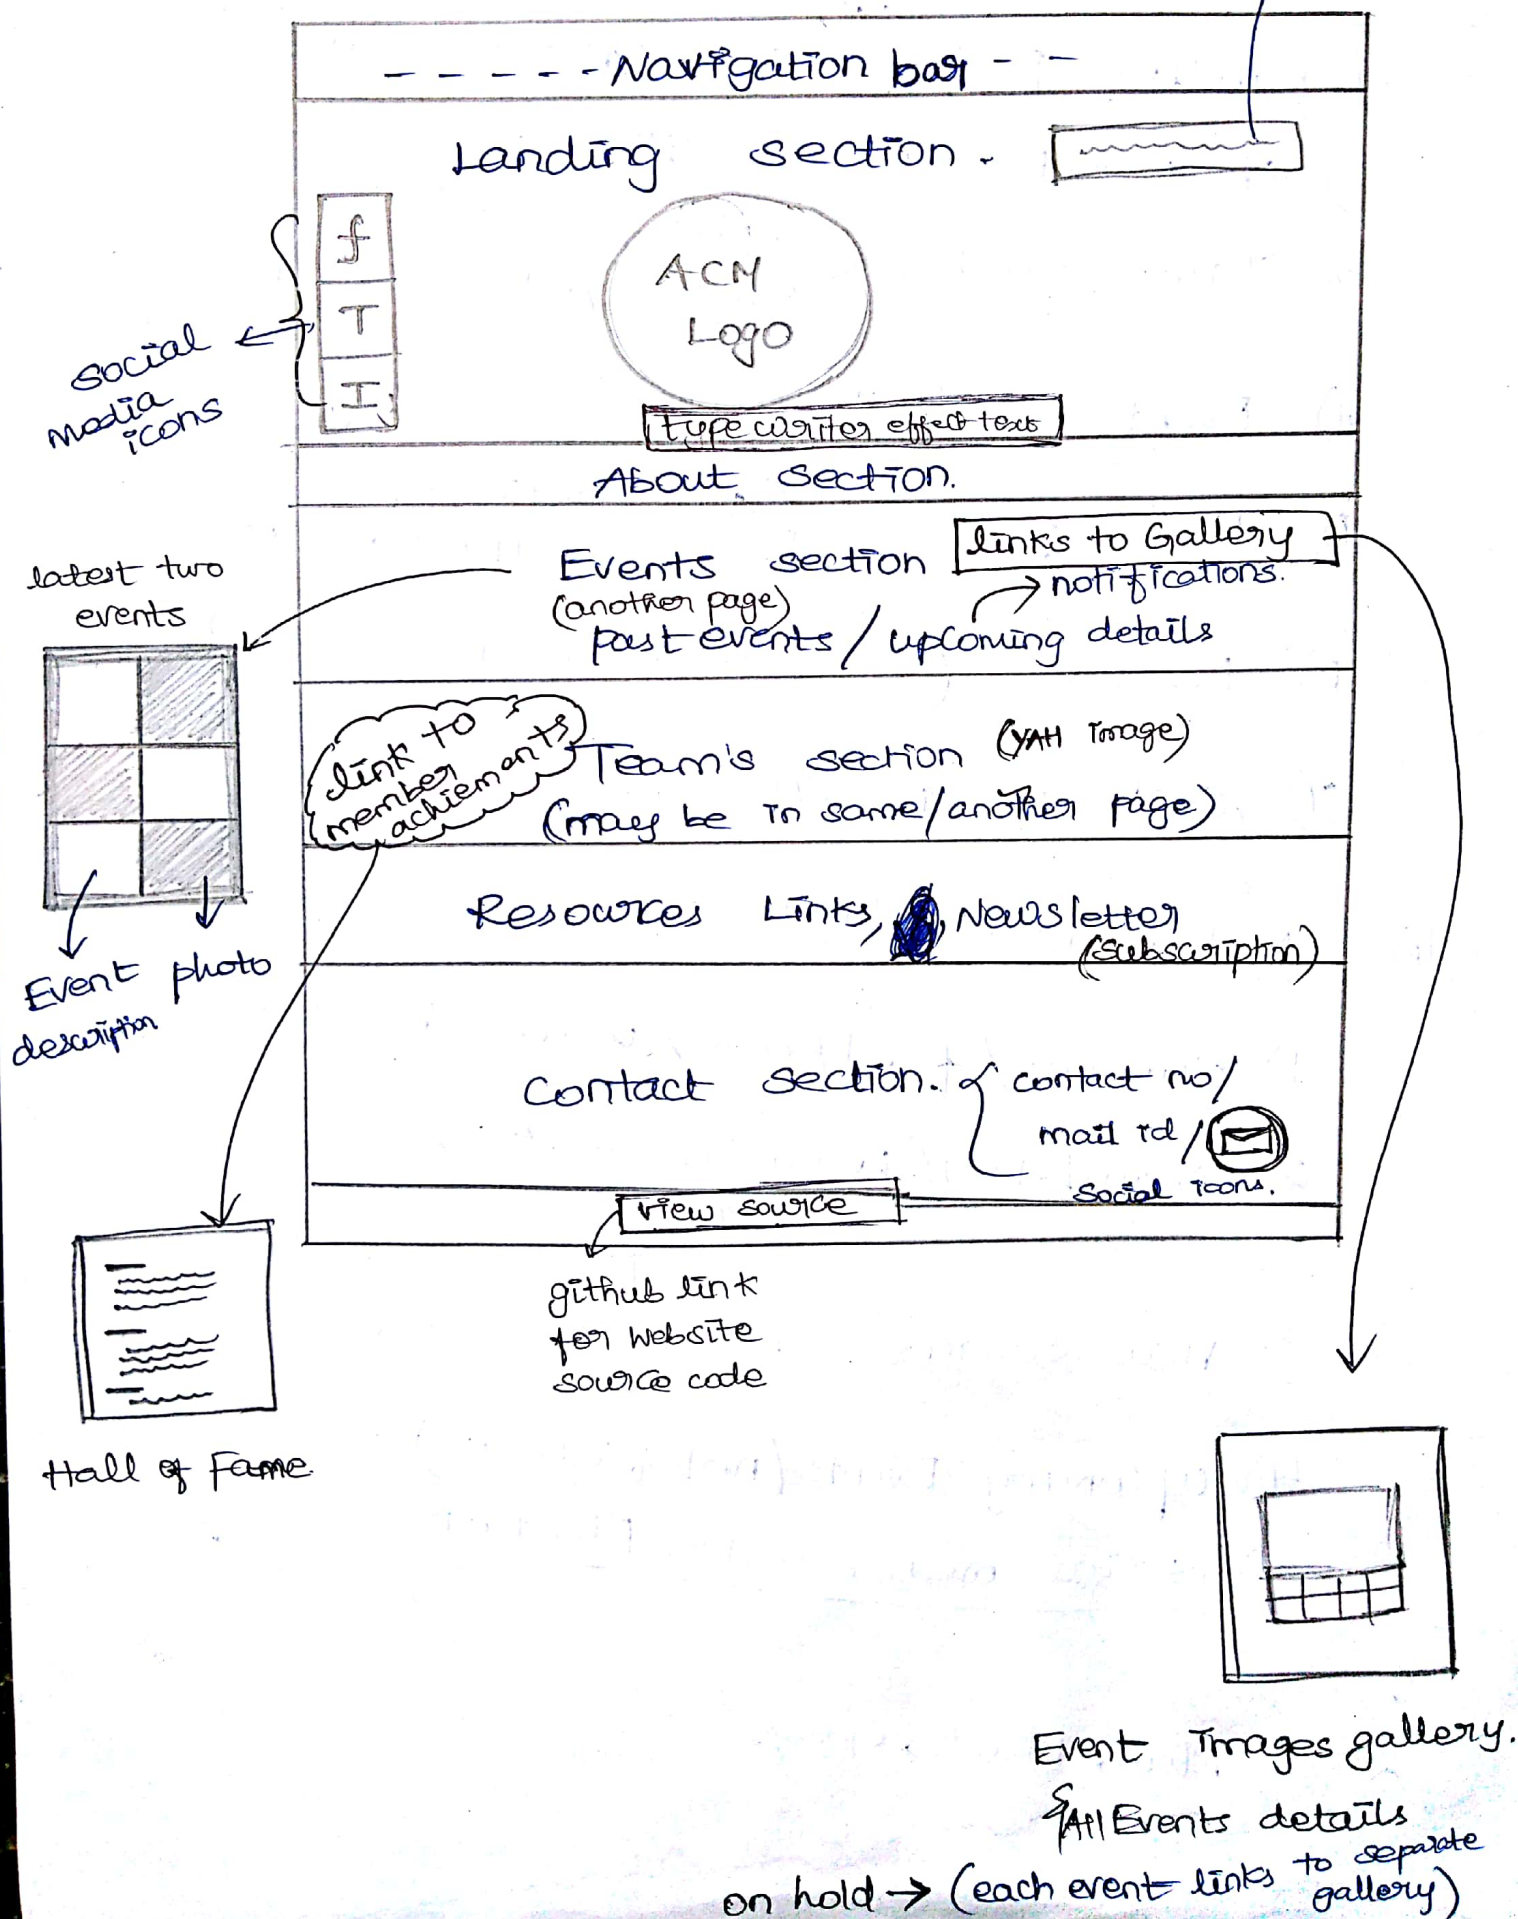 - - - - - Navigation bar - -
Landing section.
f
T
I
social
media
icons
ACM
Logo
type writer effect text
About section.
links to Gallery
Events section
notifications.
(another page)
past events / upcoming details
latest two
events
link to
member
achiemants
Team's section (YAH image)
(may be in same/another page)
Resources Links, Newsletter
(subscription)
Event photo
description
Contact section. { contact no/
mail id/
social icons.
view source
github link
for website
source code
Hall of Fame
Event Images gallery.
All Events details
on hold → (each event links to separate
gallery)